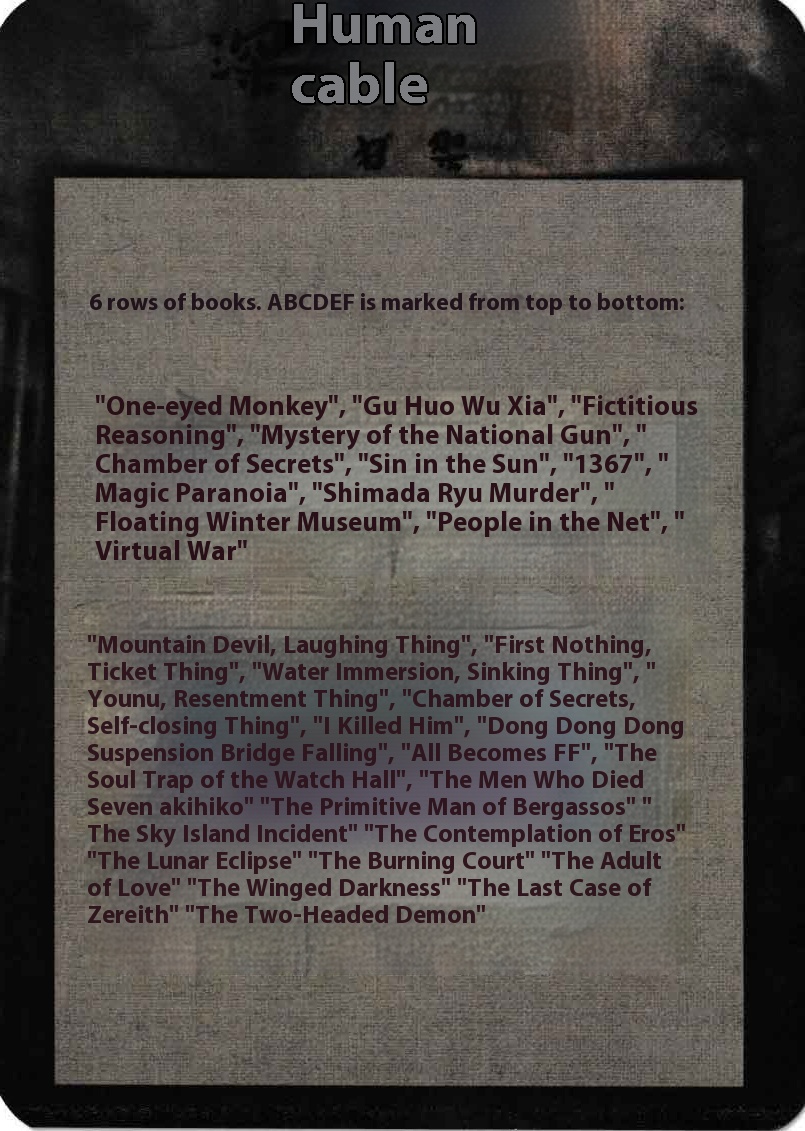 Human
cable
6 rows of books. ABCDEF is marked from top to bottom:
"One-eyed Monkey", "Gu Huo Wu Xia", "Fictitious
Reasoning", "Mystery of the National Gun", "
Chamber of Secrets", "Sin in the Sun", "1367", "
Magic Paranoia", "Shimada Ryu Murder", "
Floating Winter Museum", "People in the Net", "
Virtual War"
"Mountain Devil, Laughing Thing", "First Nothing,
Ticket Thing", "Water Immersion, Sinking Thing", "
Younu, Resentment Thing", "Chamber of Secrets,
Self-closing Thing", "I Killed Him", "Dong Dong Dong
Suspension Bridge Falling", "All Becomes FF", "The
Soul Trap of the Watch Hall", "The Men Who Died
Seven akihiko" "The Primitive Man of Bergassos" "
The Sky Island Incident" "The Contemplation of Eros"
"The Lunar Eclipse" "The Burning Court" "The Adult
of Love" "The Winged Darkness" "The Last Case of
Zereith" "The Two-Headed Demon"